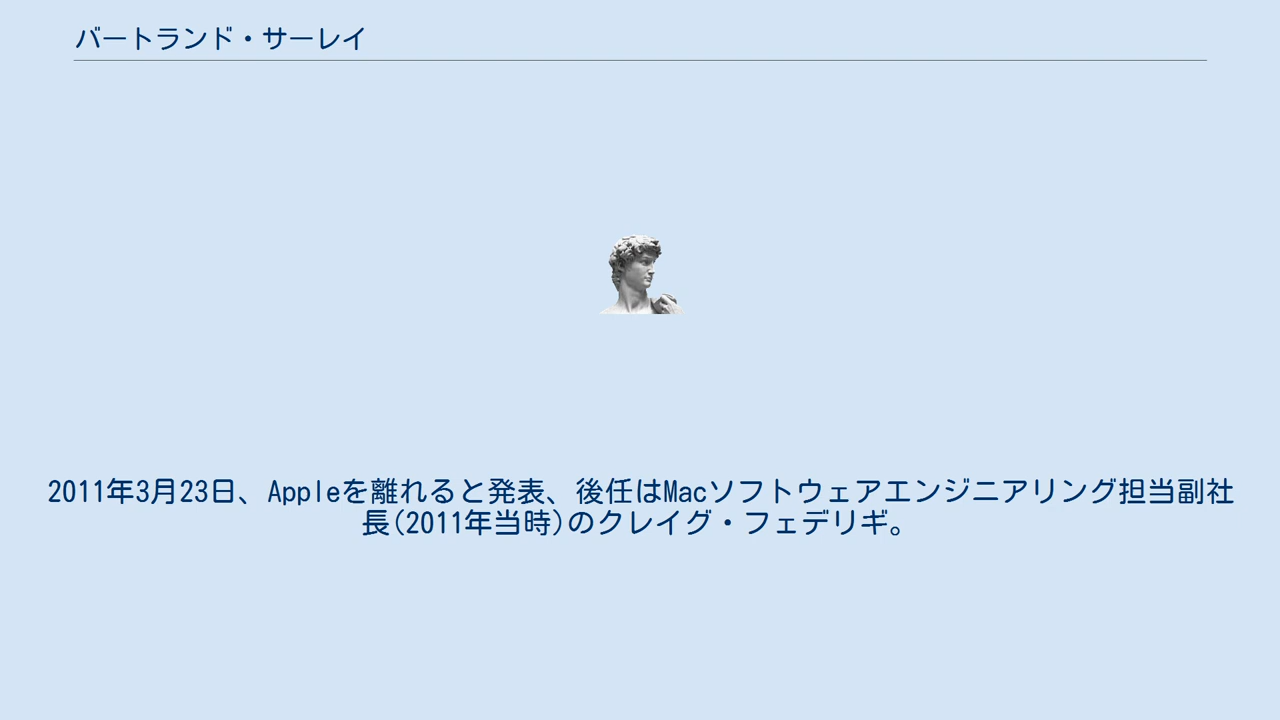 バートランド・サーレイ
2011年3月23日、Appleを離れると発表、後任はMacソフトウェアエンジニアリング担当副社
長(2011年当時)のクレイグ・フェデリギ。